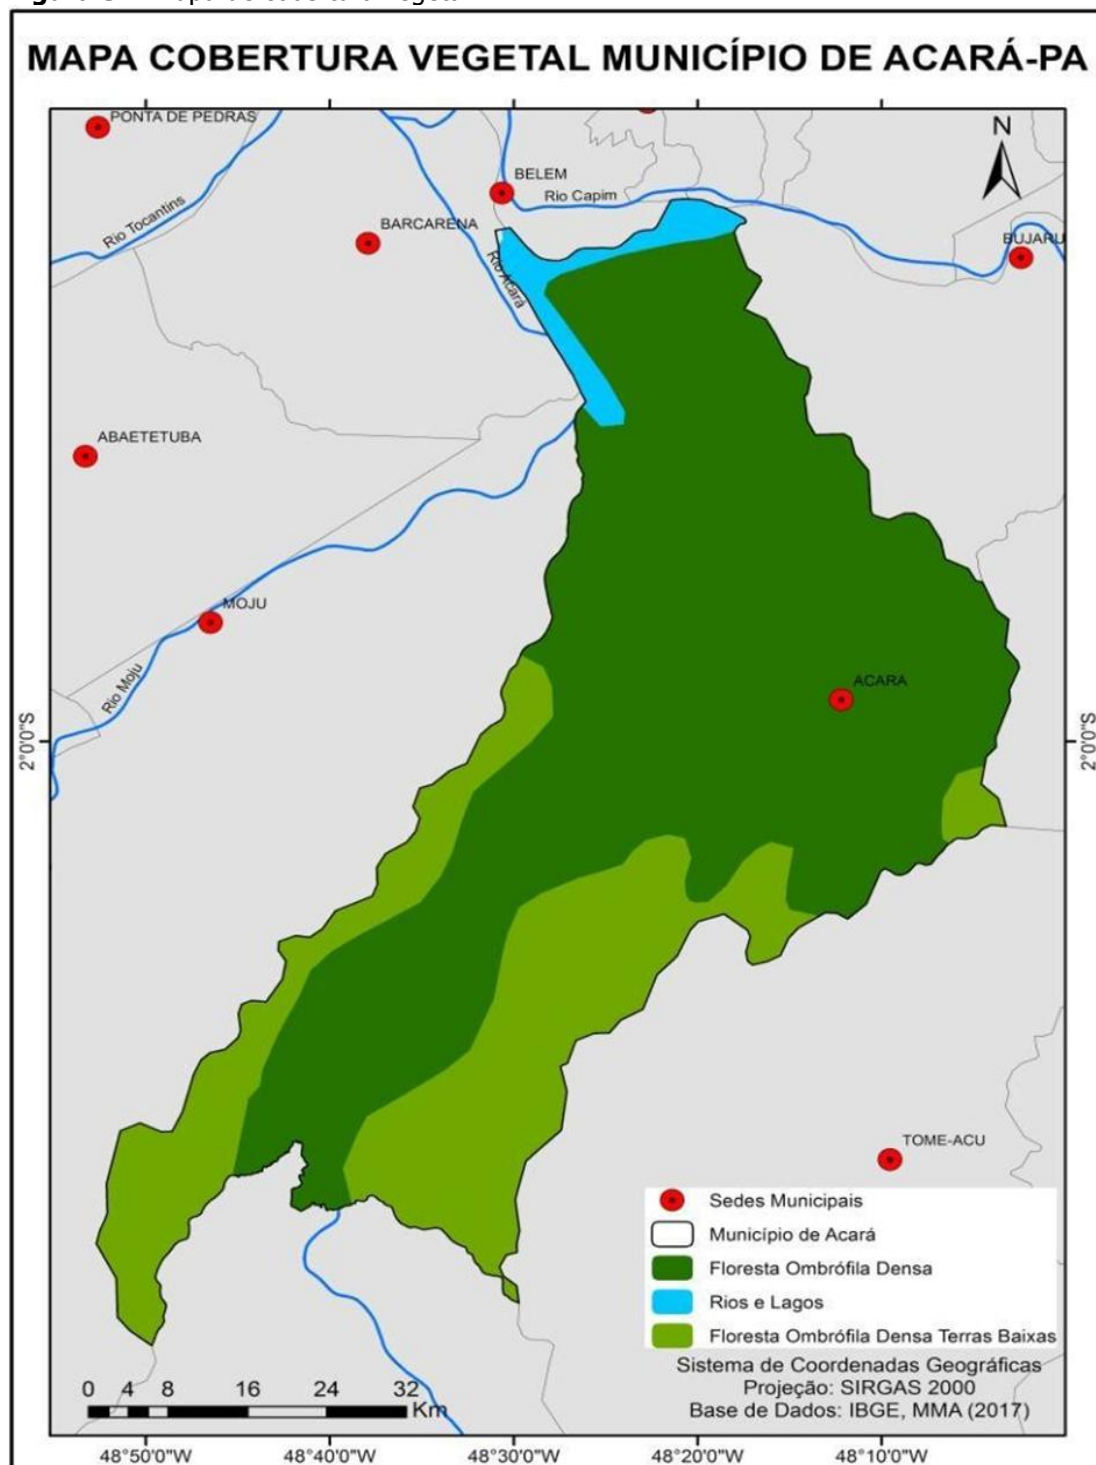 MAPA COBERTURA VEGETAL MUNICÍPIO DE ACARÁ-PA
PONTA DE PEDRAS
N
BELEM
Rio Capim
Rio Tocantins
BARCARENA
BUJARU
Rio Acará
ABAETETUBA
MOJU
Rio Moju
ACARA
2°0'0"S
2°0'0"S
TOME-ACU
Sedes Municipais
Município de Acará
Floresta Ombrófila Densa
Rios e Lagos
Floresta Ombrófila Densa Terras Baixas
Sistema de Coordenadas Geográficas
Projeção: SIRGAS 2000
Base de Dados: IBGE, MMA (2017)
0 4 8 16 24 32
Km
48°50'0"W 48°40'0"W 48°30'0"W 48°20'0"W 48°10'0"W